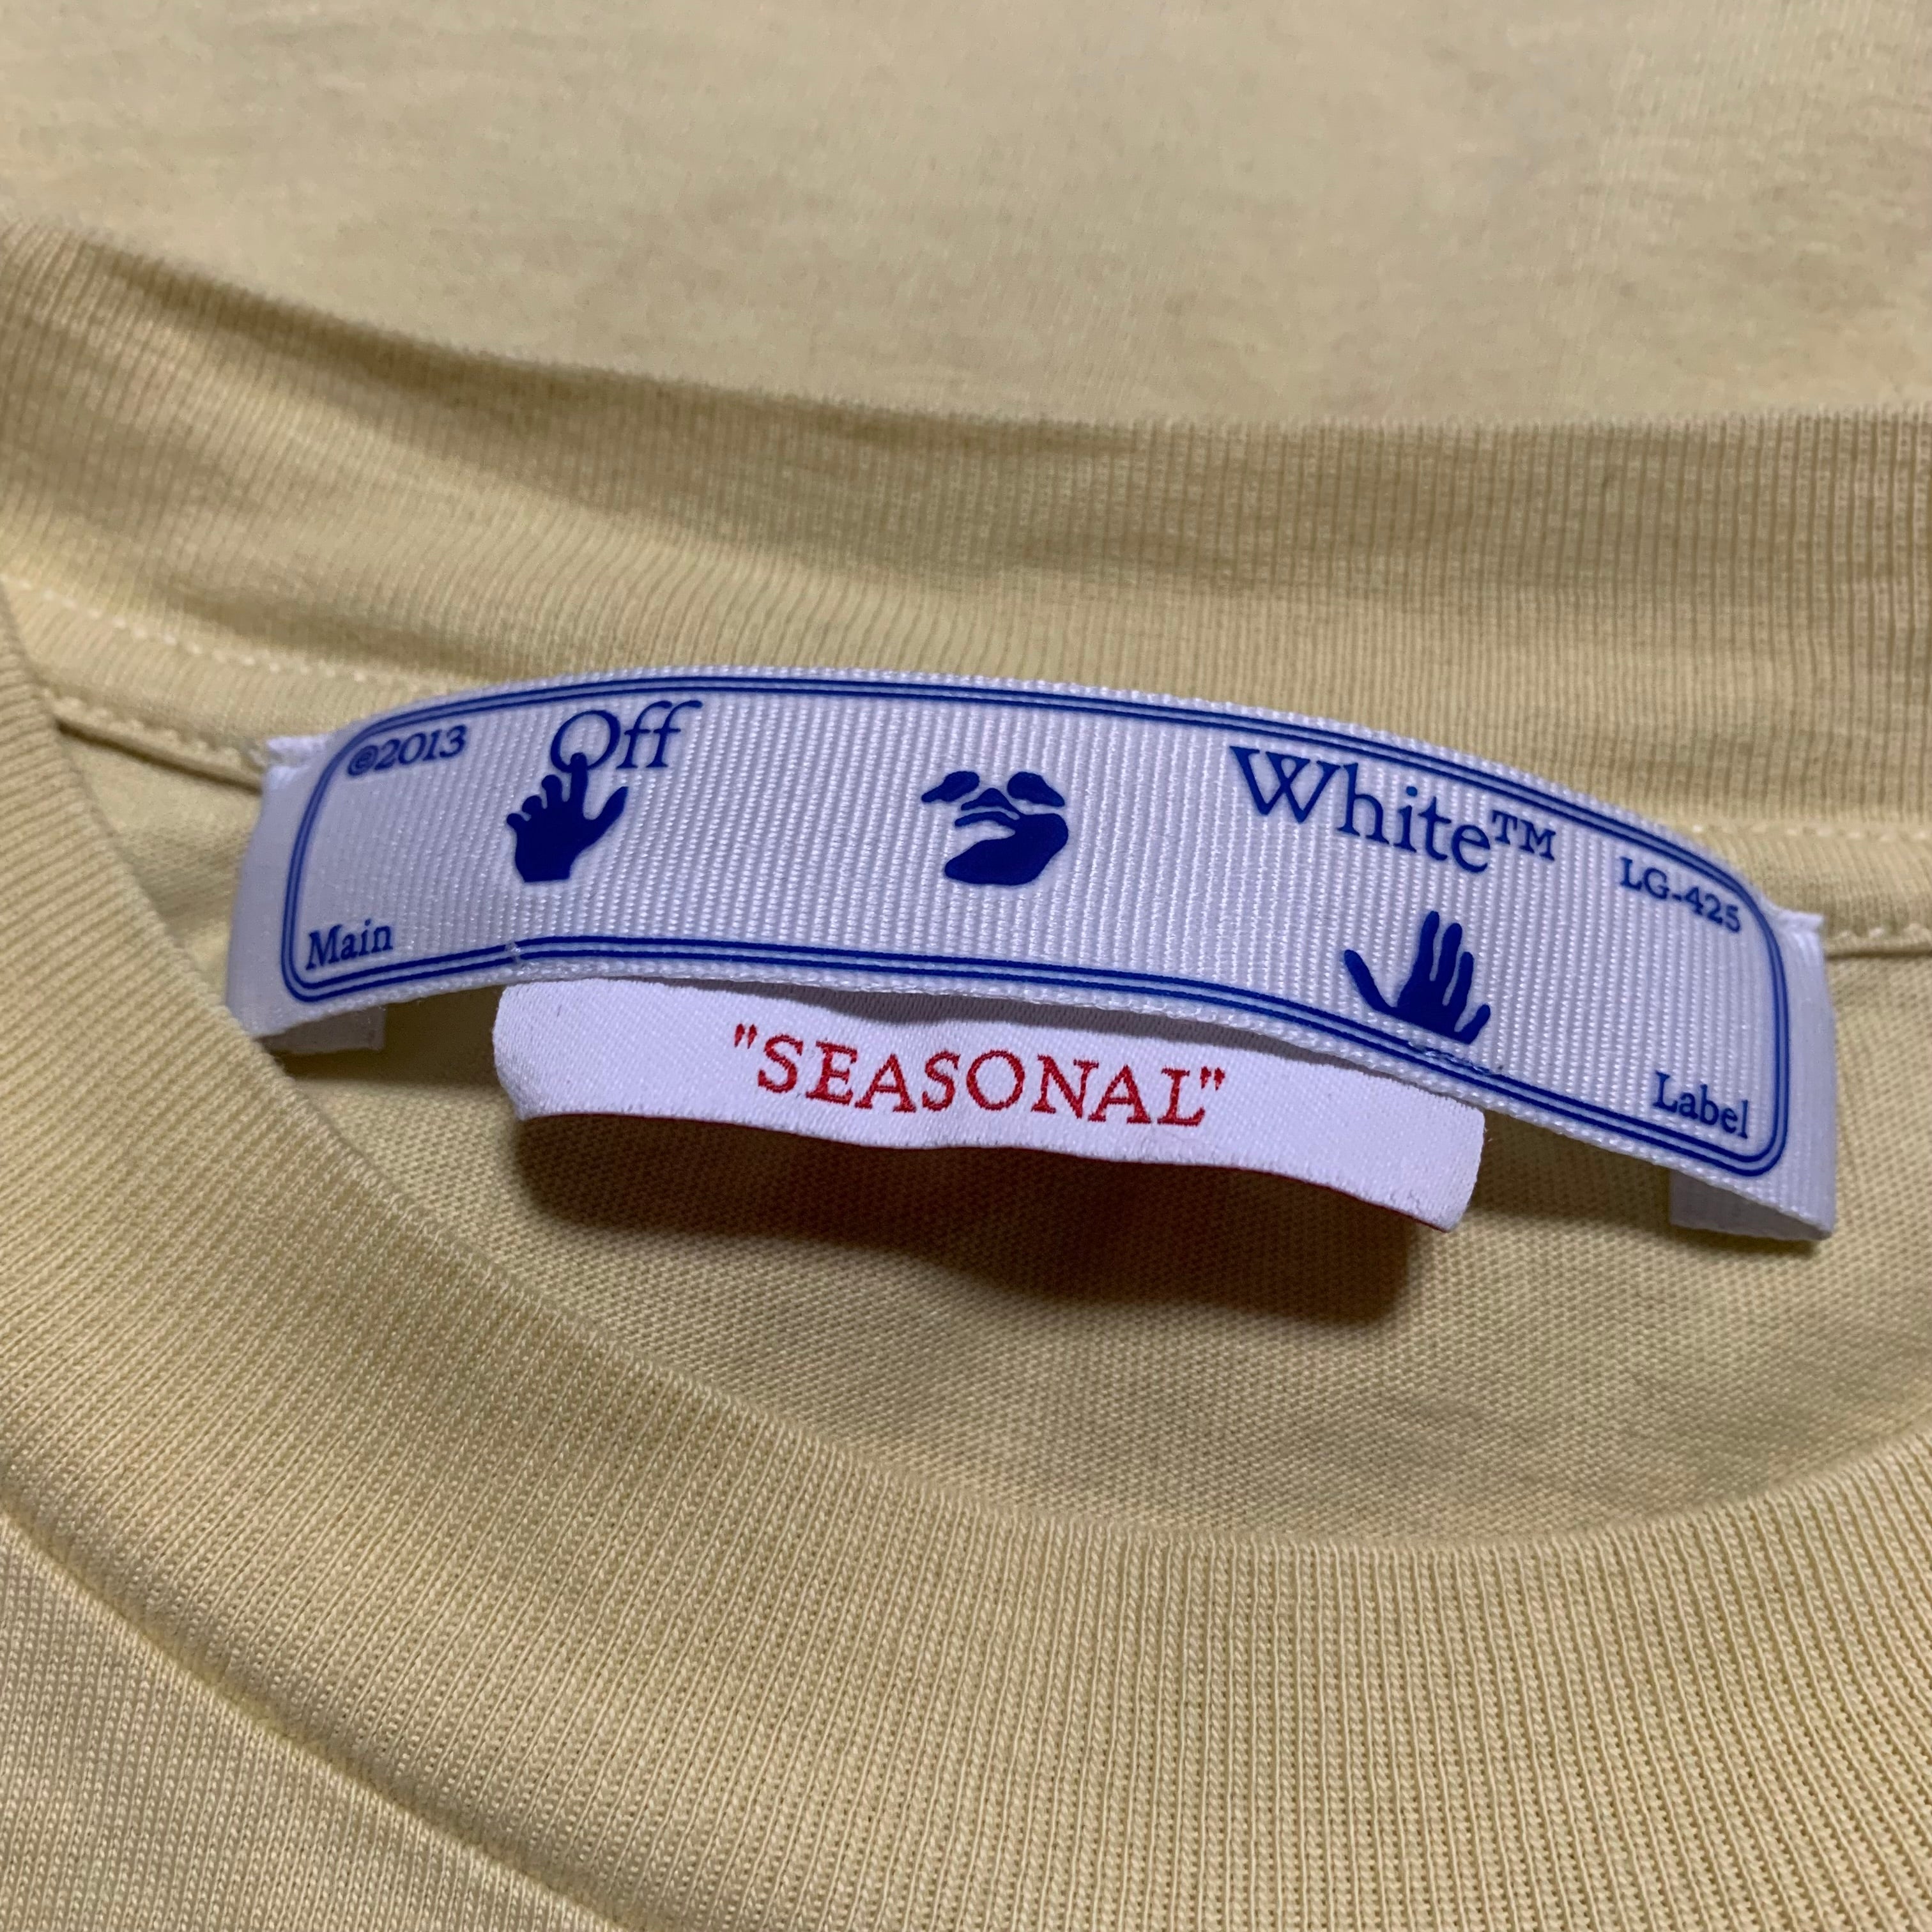 ©2013 Off White™ LG-425
Main Label
"SEASONAL"